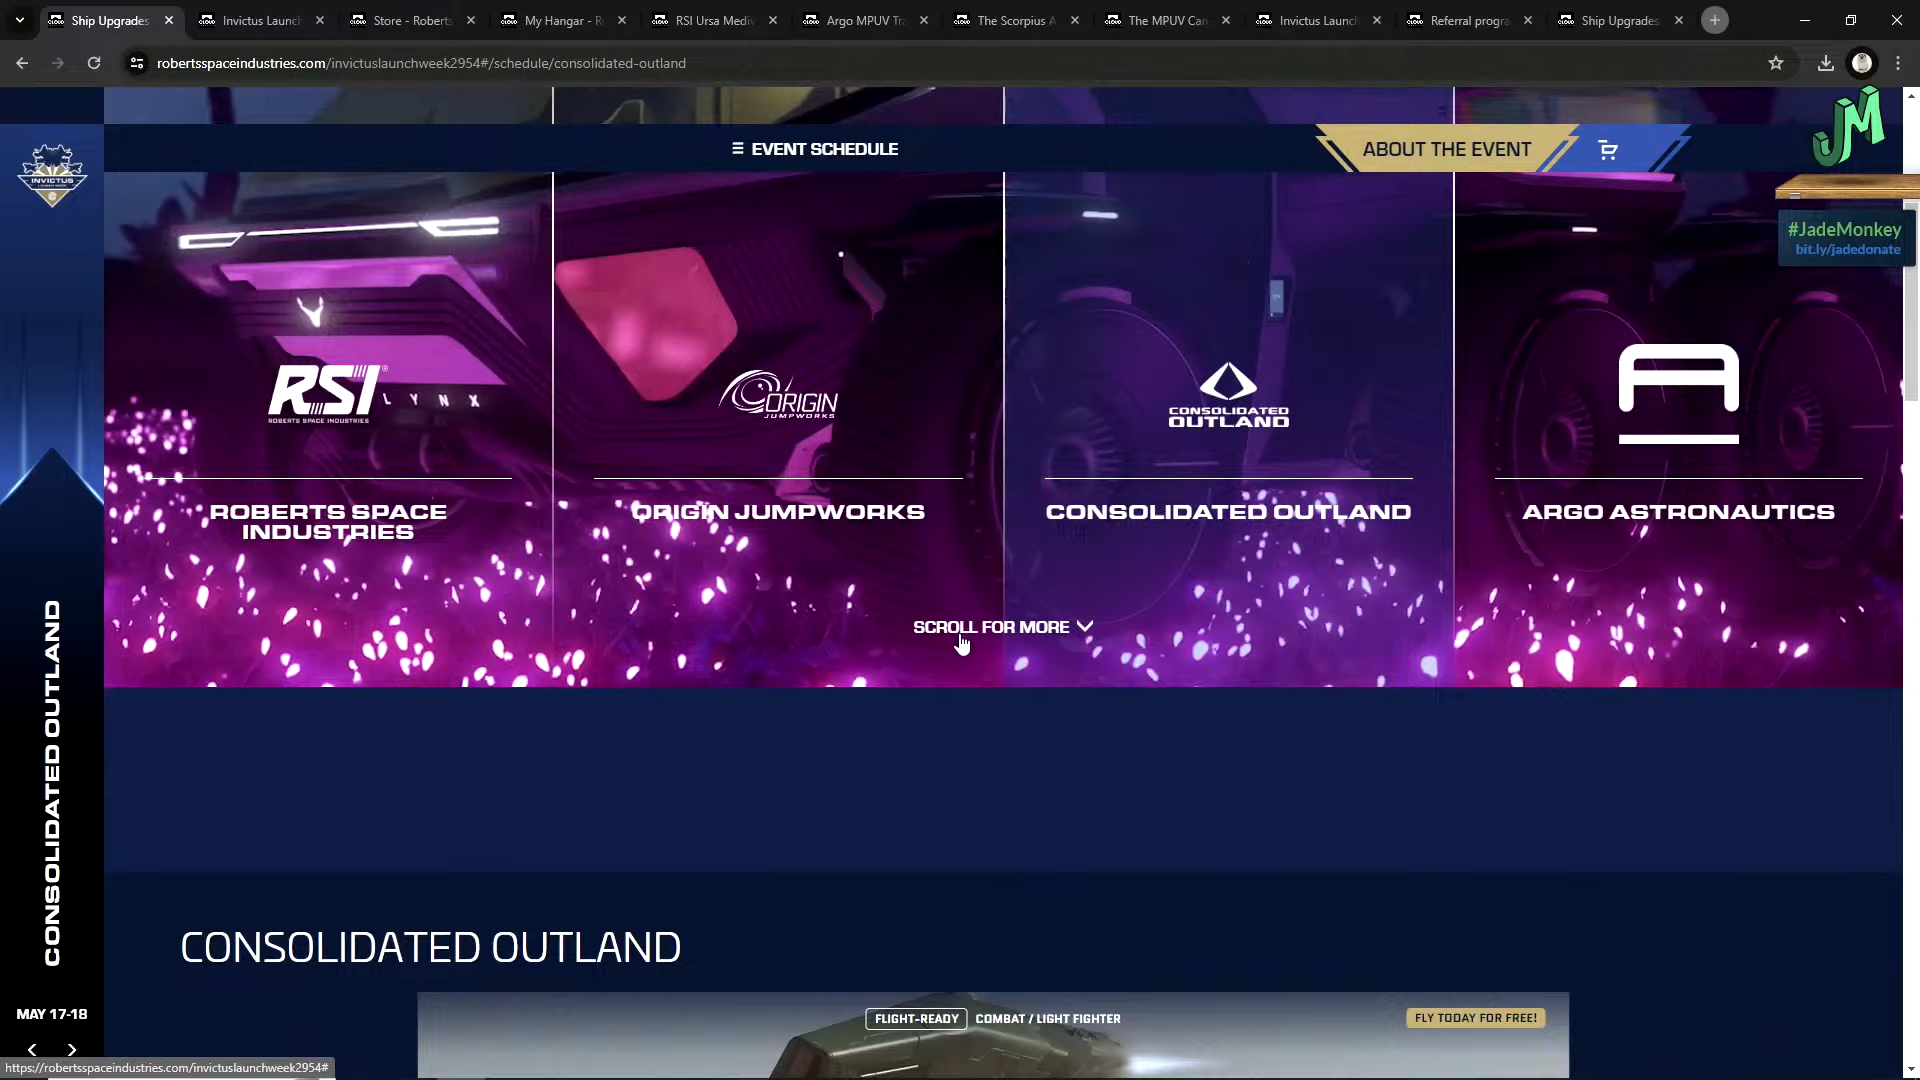 Ship Upgrades
Invictus Launch
Store - Roberts
My Hangar - R
RSI Ursa Mediv
Argo MPUV Tra
The Scorpius A
The MPUV Car
Invictus Launch
Referral progra
Ship Upgrades
robertsspaceindustries.com/invictuslaunchweek2954#/schedule/consolidated-outland
JM
INVICTUS
EVENT SCHEDULE
ABOUT THE EVENT
#JadeMonkey
bit.ly/jadedonate
RSI
ROBERTS SPACE INDUSTRIES
LYNX
ORIGIN
JUMPWORKS
CONSOLIDATED
OUTLAND
ROBERTS SPACE
INDUSTRIES
ORIGIN JUMPWORKS
CONSOLIDATED OUTLAND
ARGO ASTRONAUTICS
SCROLL FOR MORE
CONSOLIDATED OUTLAND
CONSOLIDATED OUTLAND
MAY 17-18
FLIGHT-READY
COMBAT / LIGHT FIGHTER
FLY TODAY FOR FREE!
https://robertsspaceindustries.com/invictuslaunchweek2954#